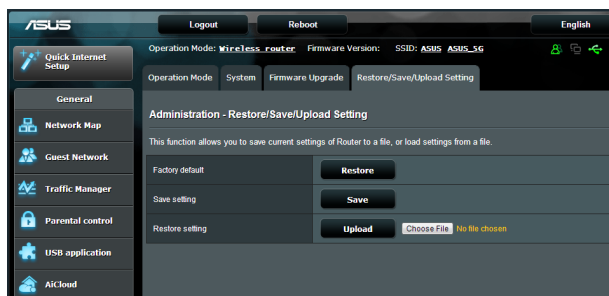 ASUS Logout Reboot English
Operation Mode: Wireless router Firmware Version: SSID: ASUS ASUS_5G
Quick Internet Setup
Operation Mode System Firmware Upgrade Restore/Save/Upload Setting
General
Administration - Restore/Save/Upload Setting
Network Map
This function allows you to save current settings of Router to a file, or load settings from a file.
Guest Network
Factory default Restore
Traffic Manager
Save setting Save
Parental control
Restore setting Upload Choose File No file chosen
USB application
AiCloud